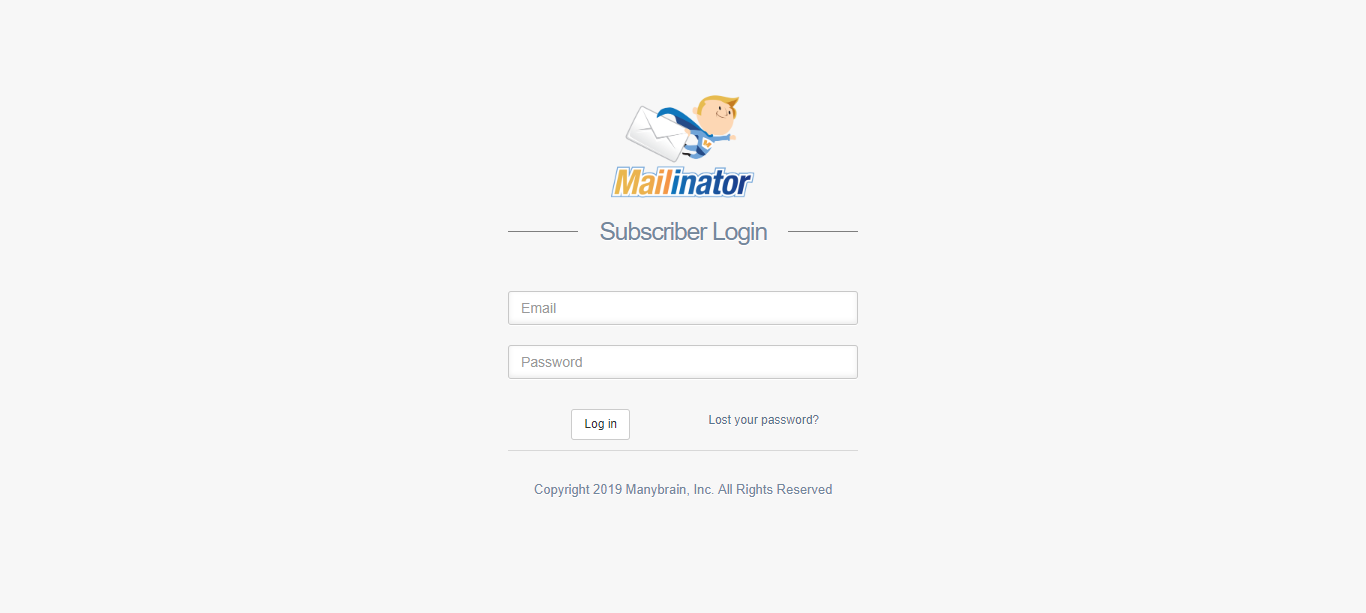 Mailinator
Subscriber Login
Email
Password
Log in
Lost your password?
Copyright 2019 Manybrain, Inc. All Rights Reserved